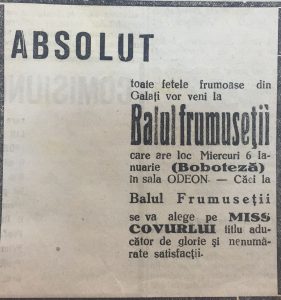 ABSOLUT
toate fetele frumoase din
Galați vor veni la
Balul frumuseții
care are loc Miercuri 6 Ia-
nuarie (Boboteză)
în sala ODEON — Căci la
Balul Frumuseții
se va alege pe MISS
COVURLUI titlu adu-
cător de glorie și nenumă-
rate satisfacții.